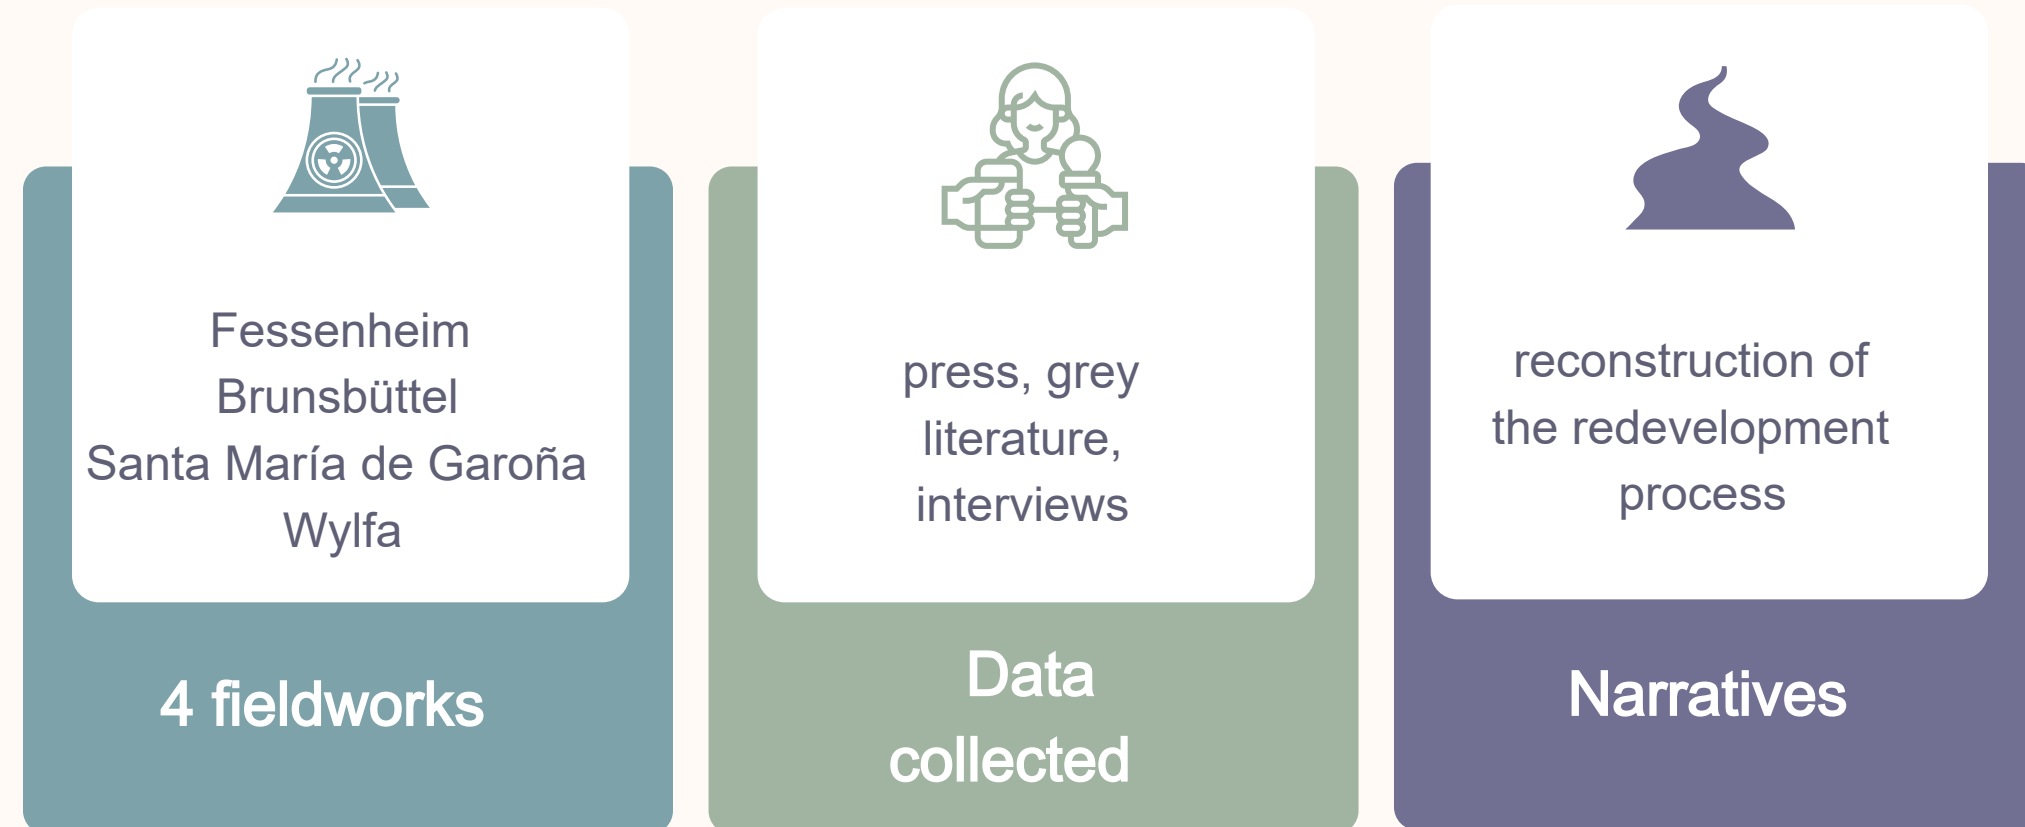 Fessenheim
Brunsbüttel
Santa María de Garoña
Wylfa
4 fieldworks
press, grey
literature,
interviews
Data
collected
reconstruction of
the redevelopment
process
Narratives